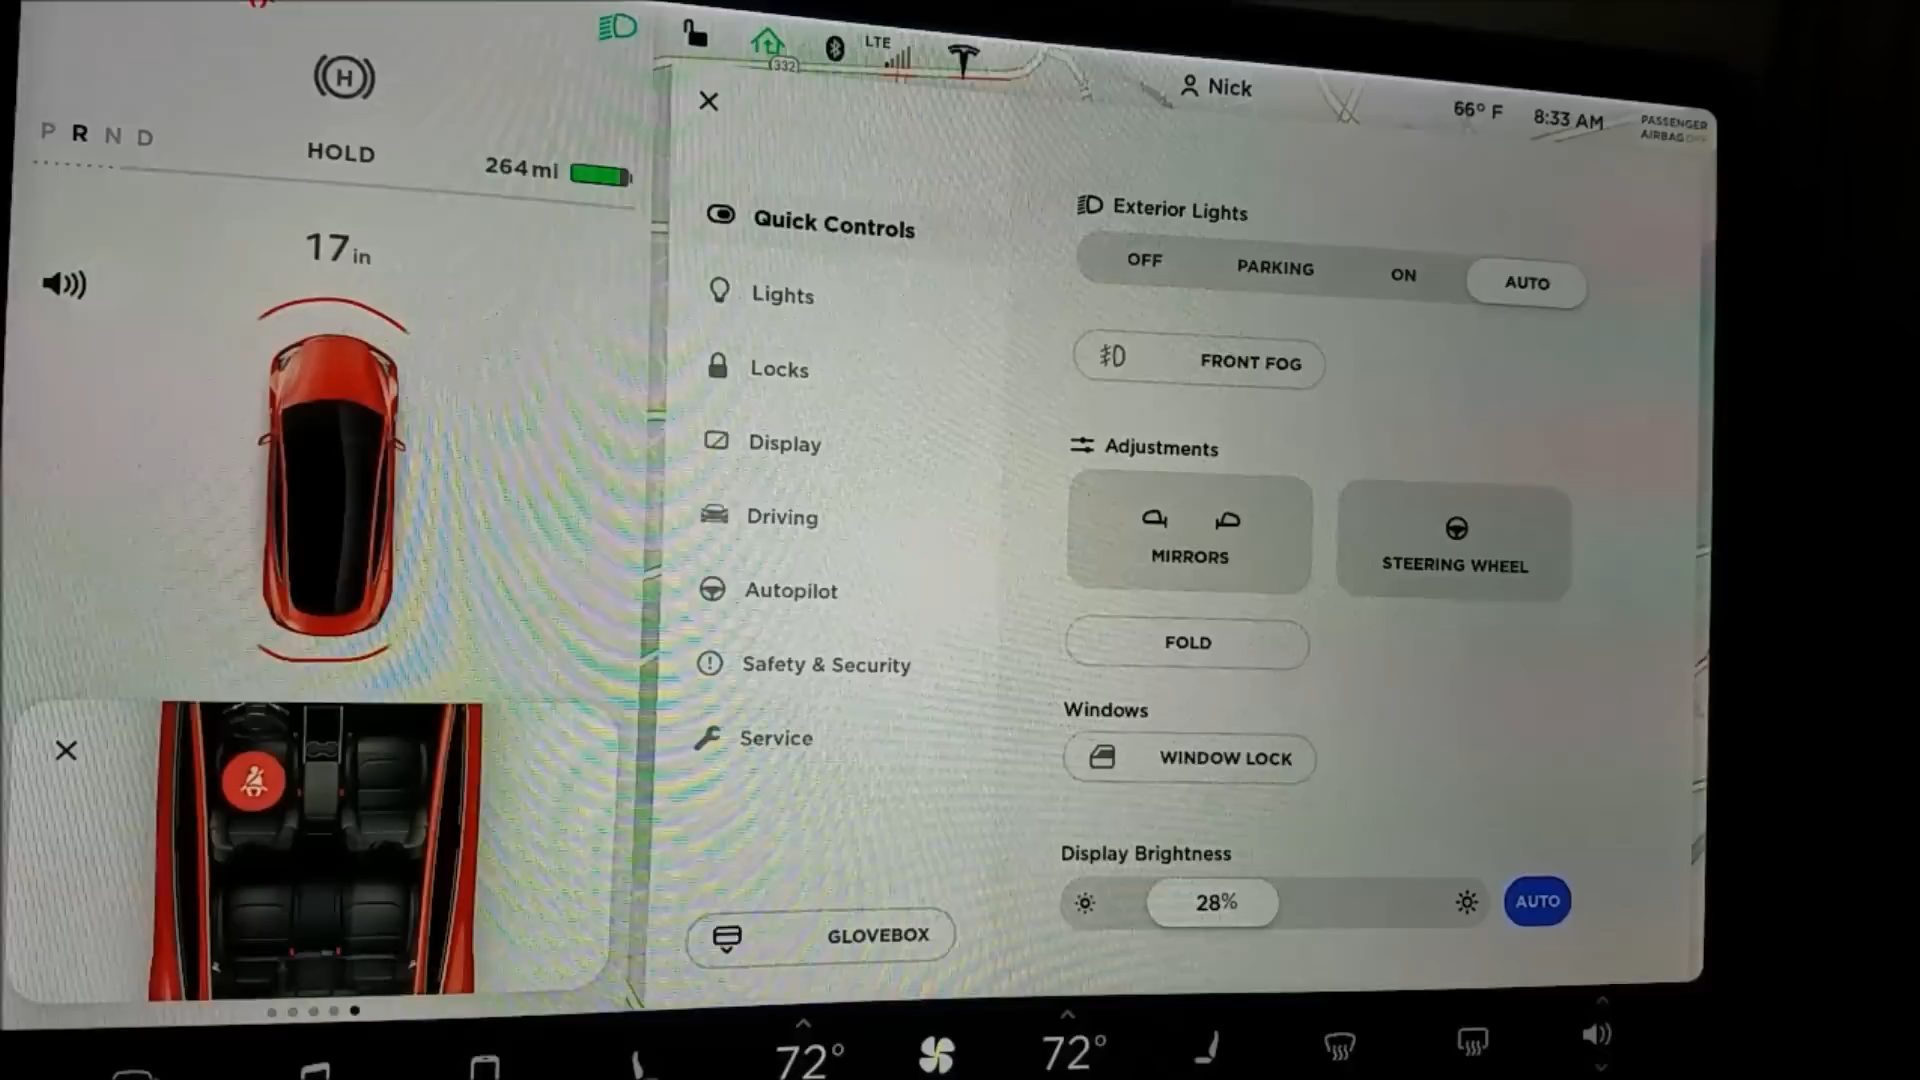 P R N D
HOLD
264 mi
17 in
LTE
332
Nick
66° F
8:33 AM
PASSENGER
AIRBAG OFF
Quick Controls
Lights
Locks
Display
Driving
Autopilot
Safety & Security
Service
GLOVEBOX
Exterior Lights
OFF PARKING ON AUTO
FRONT FOG
Adjustments
MIRRORS
STEERING WHEEL
FOLD
Windows
WINDOW LOCK
Display Brightness
28%
AUTO
72°
72°